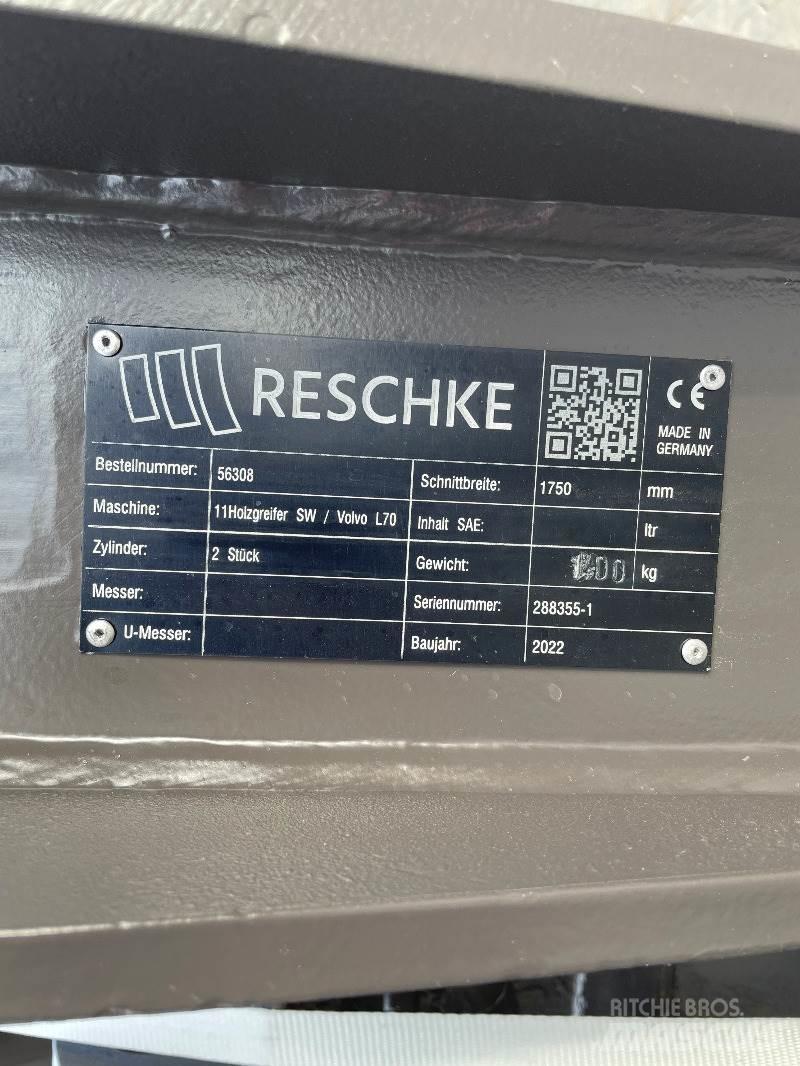 RESCHKE
CE
MADE IN
GERMANY
Bestellnummer: 56308 Schnittbreite: 1750 mm
Maschine: 11Holzgreifer SW / Volvo L70 Inhalt SAE: ltr
Zylinder: 2 Stück Gewicht: kg
Messer: Seriennummer: 288355-1
U-Messer: Baujahr: 2022
RITCHIE BROS.